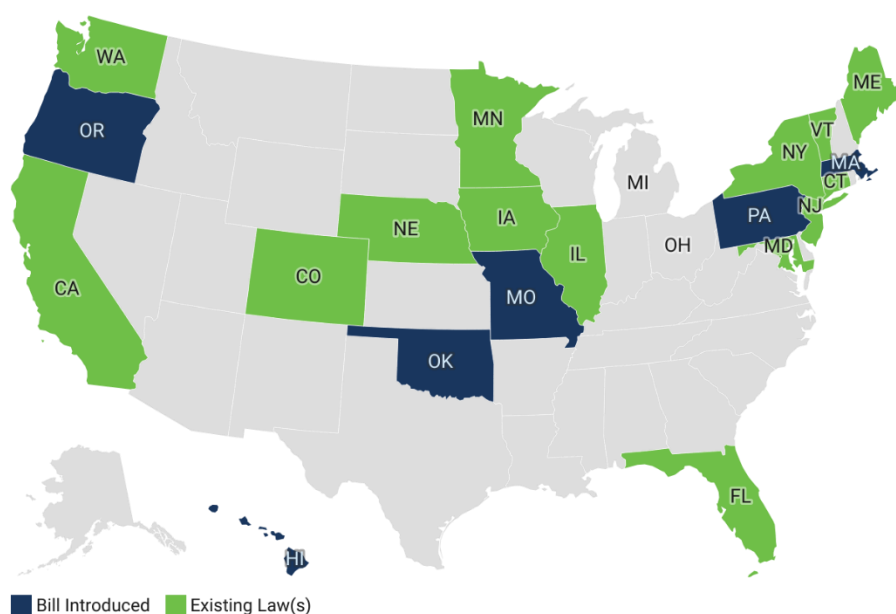 WA
ME
MN
OR
VT
MA
NY
MI
CT
NE
IA
PA
NJ
OH
MD
IL
CO
CA
MO
OK
FL
HI
Bill Introduced
Existing Law(s)